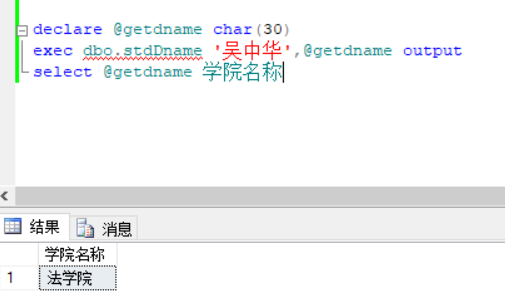 declare @getdname char(30)
exec dbo.stdDname '吴中华',@getdname output
select @getdname 学院名称
结果 消息
学院名称
1 法学院